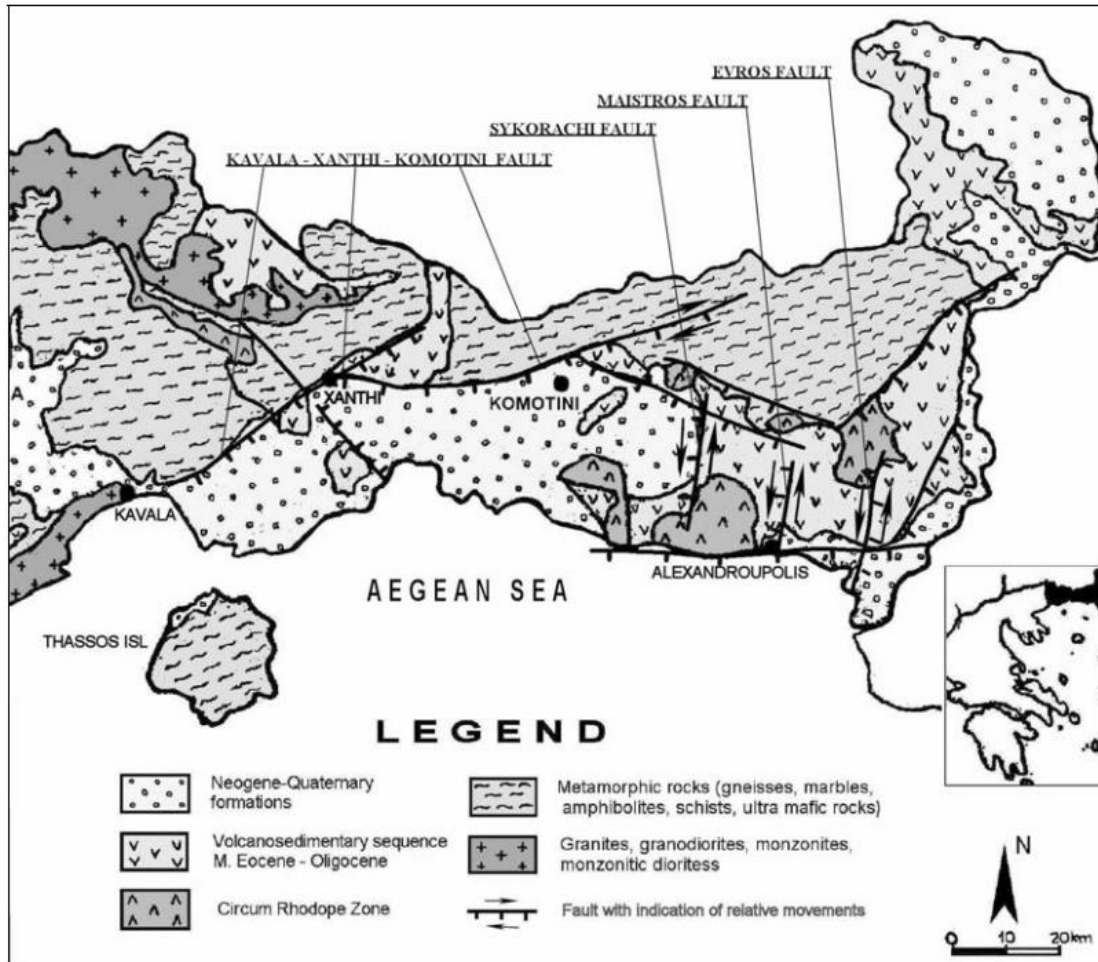 EVROS FAULT
MAISTROS FAULT
SYKORACHI FAULT
KAVALA - XANTHI - KOMOTINI FAULT
XANTHI
KOMOTINI
A
KAVALA
ALEXANDROUPOLIS
AEGEAN SEA
THASSOS ISL
LEGEND
Neogene-Quaternary
formations
Volcanosedimentary sequence
M. Eocene - Oligocene
Circum Rhodope Zone
Metamorphic rocks (gneisses, marbles,
amphibolites, schists, ultra mafic rocks)
Granites, granodiorites, monzonites,
monzonitic dioritess
Fault with indication of relative movements
N
0 10 20km